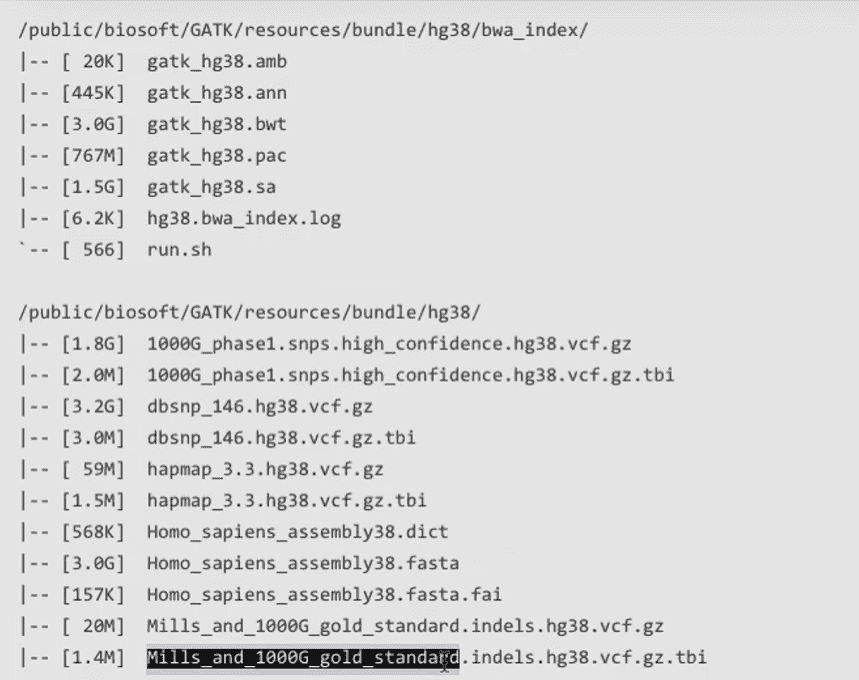 /public/biosoft/GATK/resources/bundle/hg38/bwa_index/
|-- [ 20K]  gatk_hg38.amb
|-- [445K]  gatk_hg38.ann
|-- [3.0G]  gatk_hg38.bwt
|-- [767M]  gatk_hg38.pac
|-- [1.5G]  gatk_hg38.sa
|-- [6.2K]  hg38.bwa_index.log
`-- [ 566]  run.sh
/public/biosoft/GATK/resources/bundle/hg38/
|-- [1.8G]  1000G_phase1.snps.high_confidence.hg38.vcf.gz
|-- [2.0M]  1000G_phase1.snps.high_confidence.hg38.vcf.gz.tbi
|-- [3.2G]  dbsnp_146.hg38.vcf.gz
|-- [3.0M]  dbsnp_146.hg38.vcf.gz.tbi
|-- [ 59M]  hapmap_3.3.hg38.vcf.gz
|-- [1.5M]  hapmap_3.3.hg38.vcf.gz.tbi
|-- [568K]  Homo_sapiens_assembly38.dict
|-- [3.0G]  Homo_sapiens_assembly38.fasta
|-- [157K]  Homo_sapiens_assembly38.fasta.fai
|-- [ 20M]  Mills_and_1000G_gold_standard.indels.hg38.vcf.gz
|-- [1.4M]  Mills_and_1000G_gold_standard.indels.hg38.vcf.gz.tbi